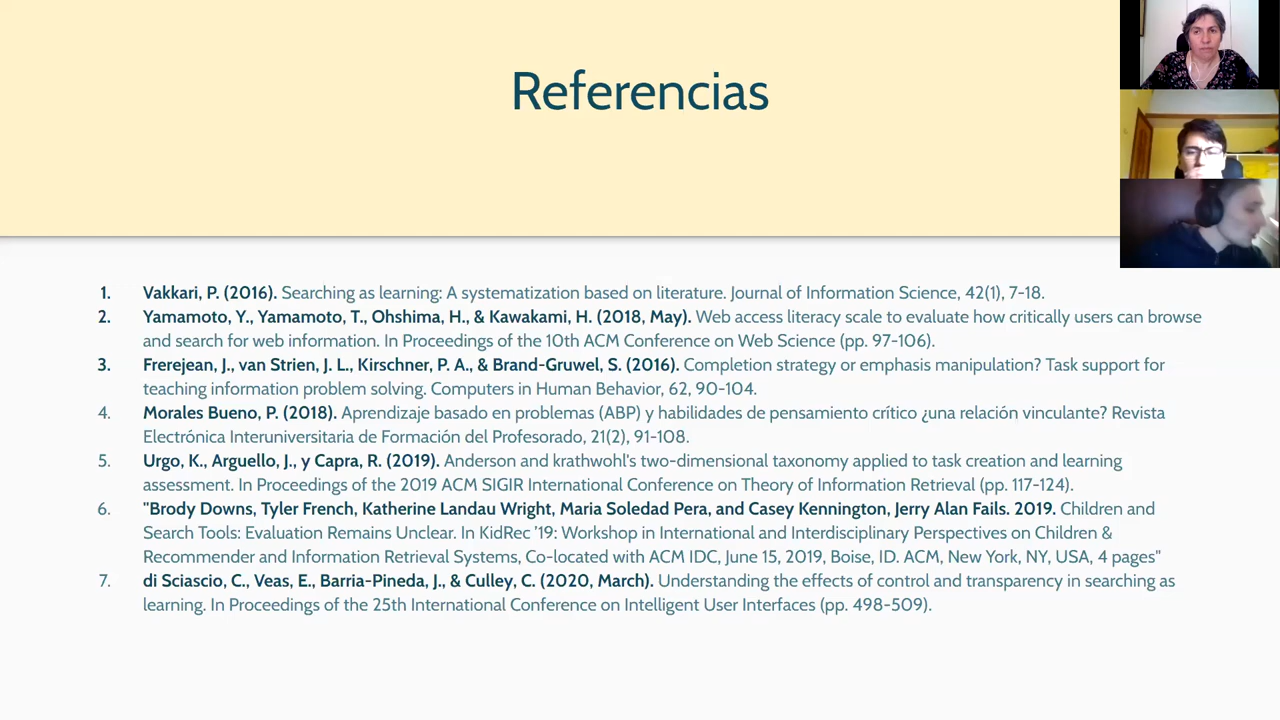 Referencias
1. Vakkari, P. (2016). Searching as learning: A systematization based on literature. Journal of Information Science, 42(1), 7-18.
2. Yamamoto, Y., Yamamoto, T., Ohshima, H., & Kawakami, H. (2018, May). Web access literacy scale to evaluate how critically users can browse
and search for web information. In Proceedings of the 10th ACM Conference on Web Science (pp. 97-106).
3. Frerejean, J., van Strien, J. L., Kirschner, P. A., & Brand-Gruwel, S. (2016). Completion strategy or emphasis manipulation? Task support for
teaching information problem solving. Computers in Human Behavior, 62, 90-104.
4. Morales Bueno, P. (2018). Aprendizaje basado en problemas (ABP) y habilidades de pensamiento crítico ¿una relación vinculante? Revista
Electrónica Interuniversitaria de Formación del Profesorado, 21(2), 91-108.
5. Urgo, K., Arguello, J., y Capra, R. (2019). Anderson and krathwohl's two-dimensional taxonomy applied to task creation and learning
assessment. In Proceedings of the 2019 ACM SIGIR International Conference on Theory of Information Retrieval (pp. 117-124).
6. "Brody Downs, Tyler French, Katherine Landau Wright, Maria Soledad Pera, and Casey Kennington, Jerry Alan Fails. 2019. Children and
Search Tools: Evaluation Remains Unclear. In KidRec ’19: Workshop in International and Interdisciplinary Perspectives on Children &
Recommender and Information Retrieval Systems, Co-located with ACM IDC, June 15, 2019, Boise, ID. ACM, New York, NY, USA, 4 pages"
7. di Sciascio, C., Veas, E., Barria-Pineda, J., & Culley, C. (2020, March). Understanding the effects of control and transparency in searching as
learning. In Proceedings of the 25th International Conference on Intelligent User Interfaces (pp. 498-509).